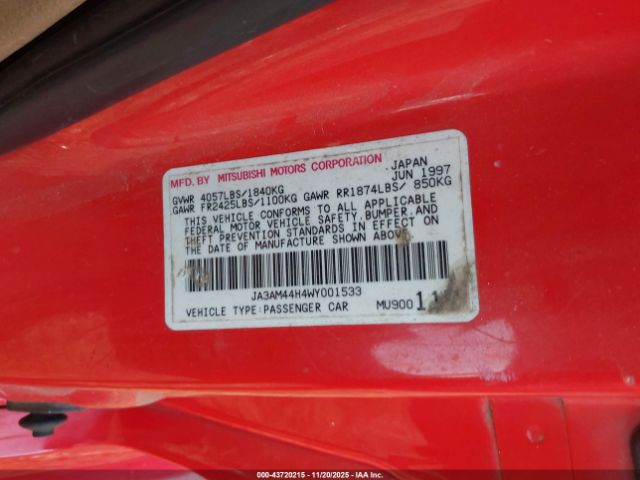 MFD. BY MITSUBISHI MOTORS CORPORATION JAPAN
JUN 1997
GVWR 4057LBS/1840KG
GAWR FR2425LBS/1100KG GAWR RR1874LBS/ 850KG
THIS VEHICLE CONFORMS TO ALL APPLICABLE
FEDERAL MOTOR VEHICLE SAFETY, BUMPER, AND
THEFT PREVENTION STANDARDS IN EFFECT ON
THE DATE OF MANUFACTURE SHOWN ABOVE.
JA3AM44H4WY001533
VEHICLE TYPE:PASSENGER CAR MU900
000-43720215 - 11/20/2025 - IAA Inc.